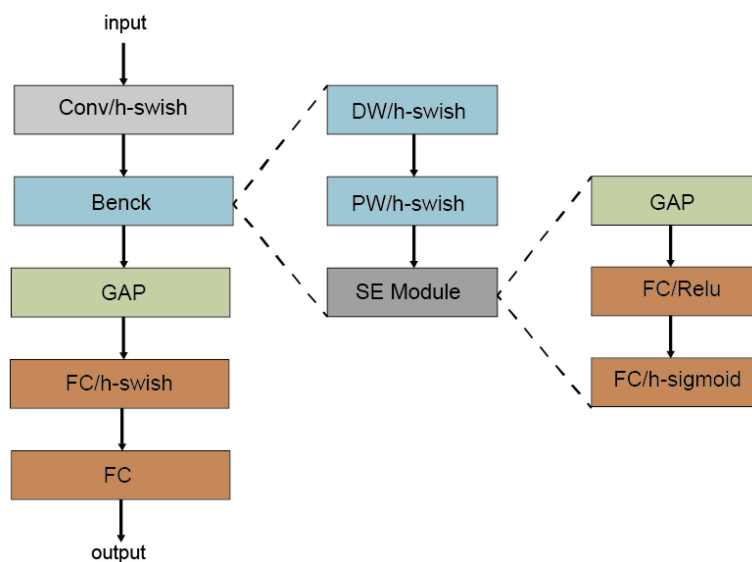 input
Conv/h-swish
Benck
GAP
FC/h-swish
FC
output
DW/h-swish
PW/h-swish
SE Module
GAP
FC/Relu
FC/h-sigmoid